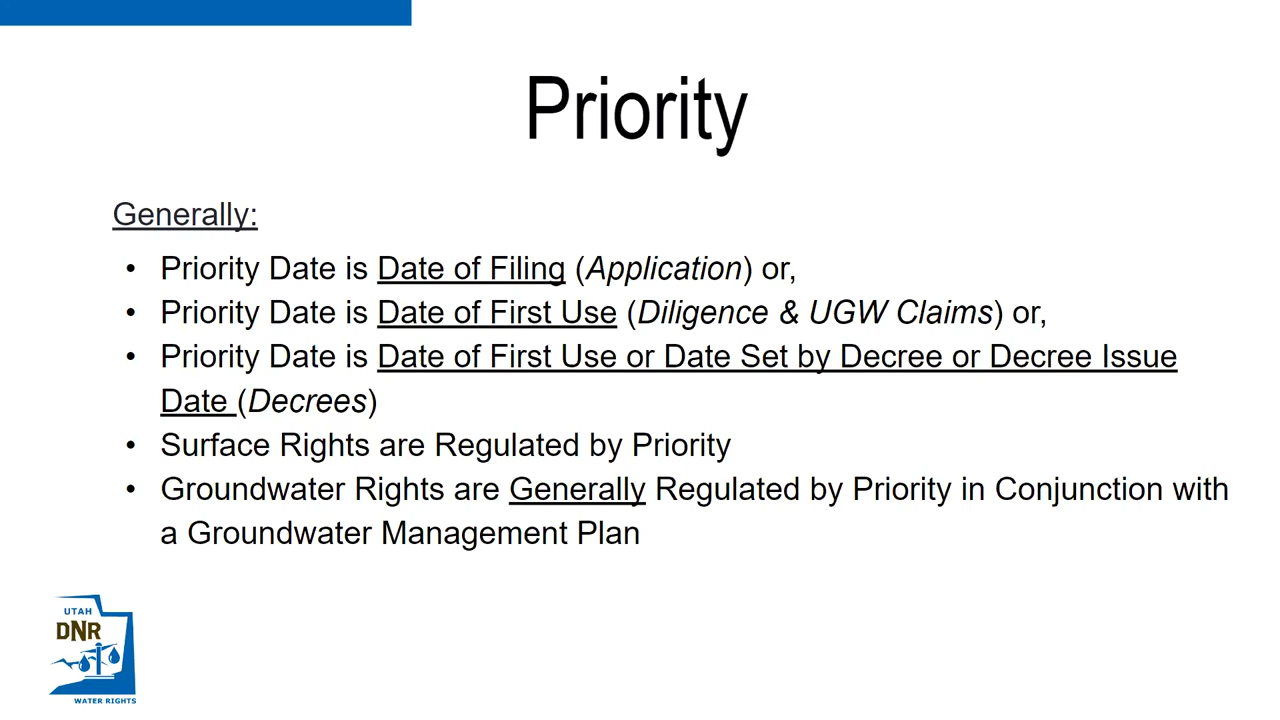 Priority
Generally:
• Priority Date is Date of Filing (Application) or,
• Priority Date is Date of First Use (Diligence & UGW Claims) or,
• Priority Date is Date of First Use or Date Set by Decree or Decree Issue
Date (Decrees)
• Surface Rights are Regulated by Priority
• Groundwater Rights are Generally Regulated by Priority in Conjunction with
a Groundwater Management Plan
UTAH
DNR
WATER RIGHTS